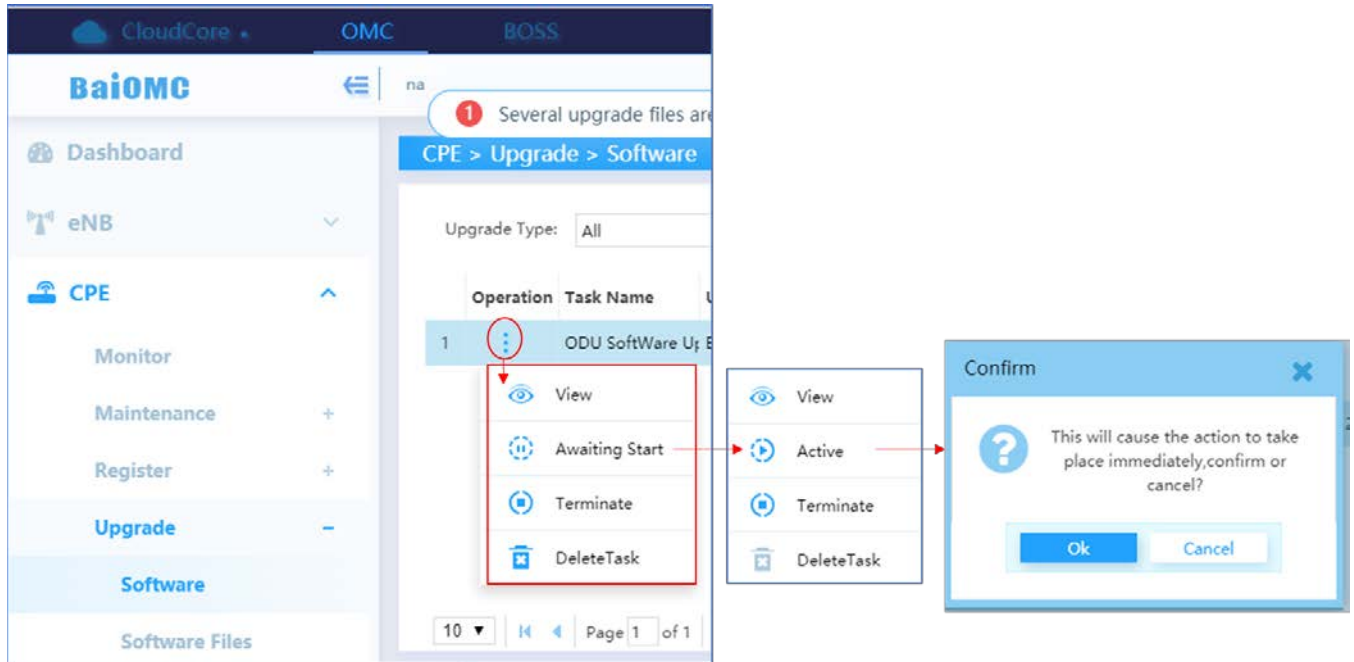 CloudCore
OMC
BOSS
BaiOMC
na
1 Several upgrade files are
Dashboard
CPE > Upgrade > Software
eNB
Upgrade Type: All
CPE
Operation Task Name
1 ODU SoftWare Up
Monitor
View
Awaiting Start
Terminate
DeleteTask
Maintenance +
Register +
Upgrade -
Software
Software Files
10 Page 1 of 1
View
Active
Terminate
DeleteTask
Confirm
This will cause the action to take
place immediately,confirm or
cancel?
Ok Cancel